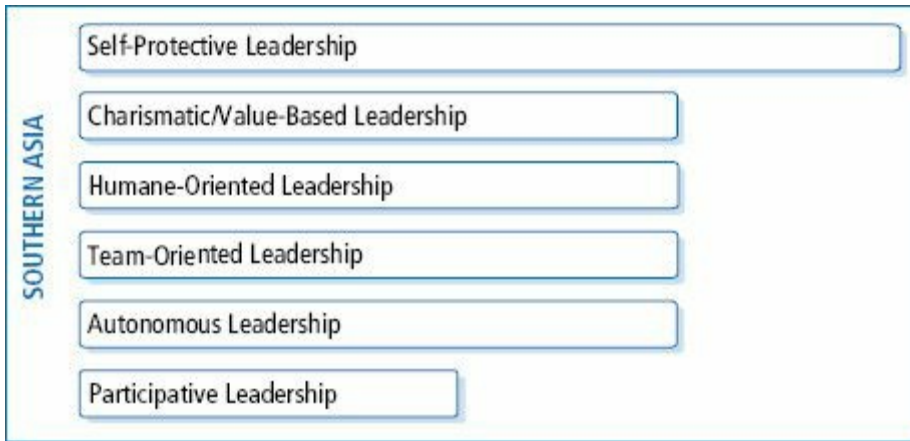 SOUTHERN ASIA
Self-Protective Leadership
Charismatic/Value-Based Leadership
Humane-Oriented Leadership
Team-Oriented Leadership
Autonomous Leadership
Participative Leadership